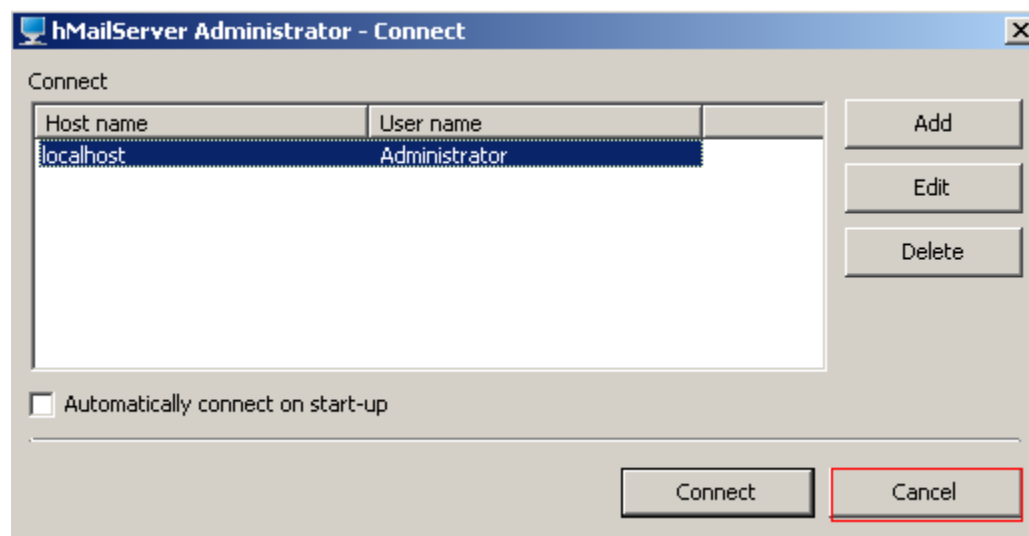 hMailServer Administrator - Connect
Connect
Host name User name
localhost Administrator
Add
Edit
Delete
Automatically connect on start-up
Connect Cancel